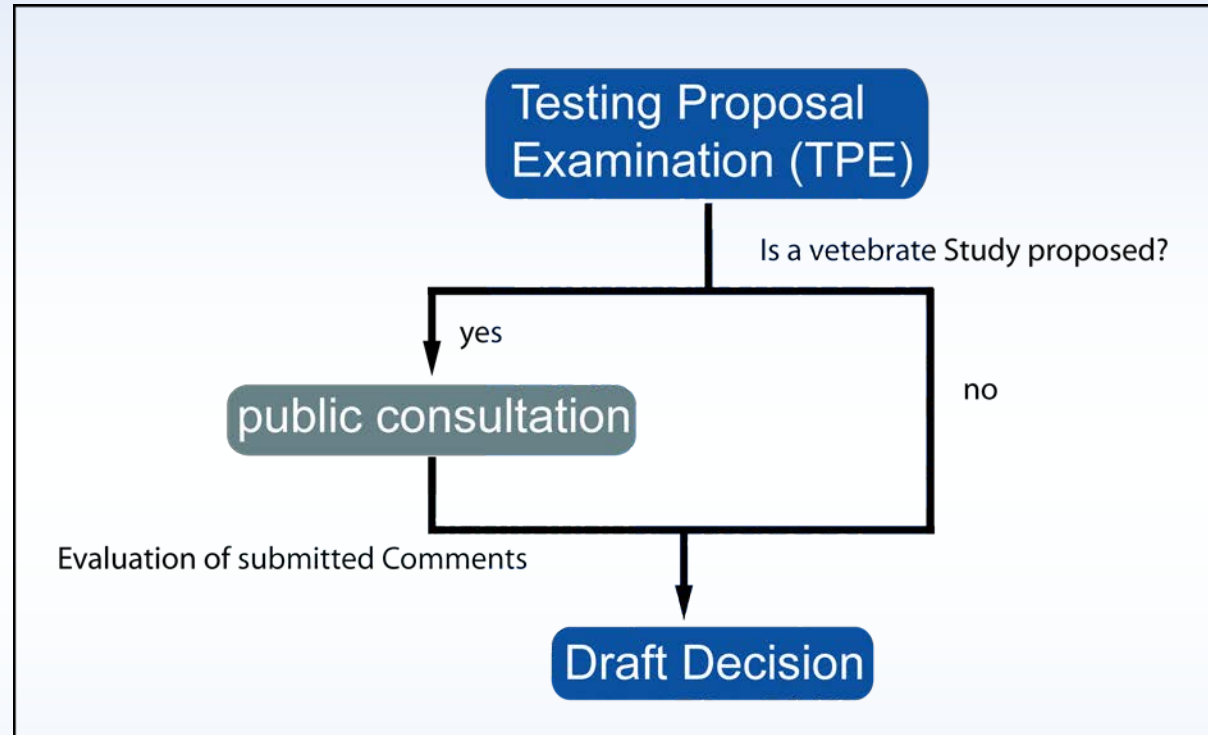 Testing Proposal
Examination (TPE)
Is a vetebrate Study proposed?
yes
no
public consultation
Evaluation of submitted Comments
Draft Decision